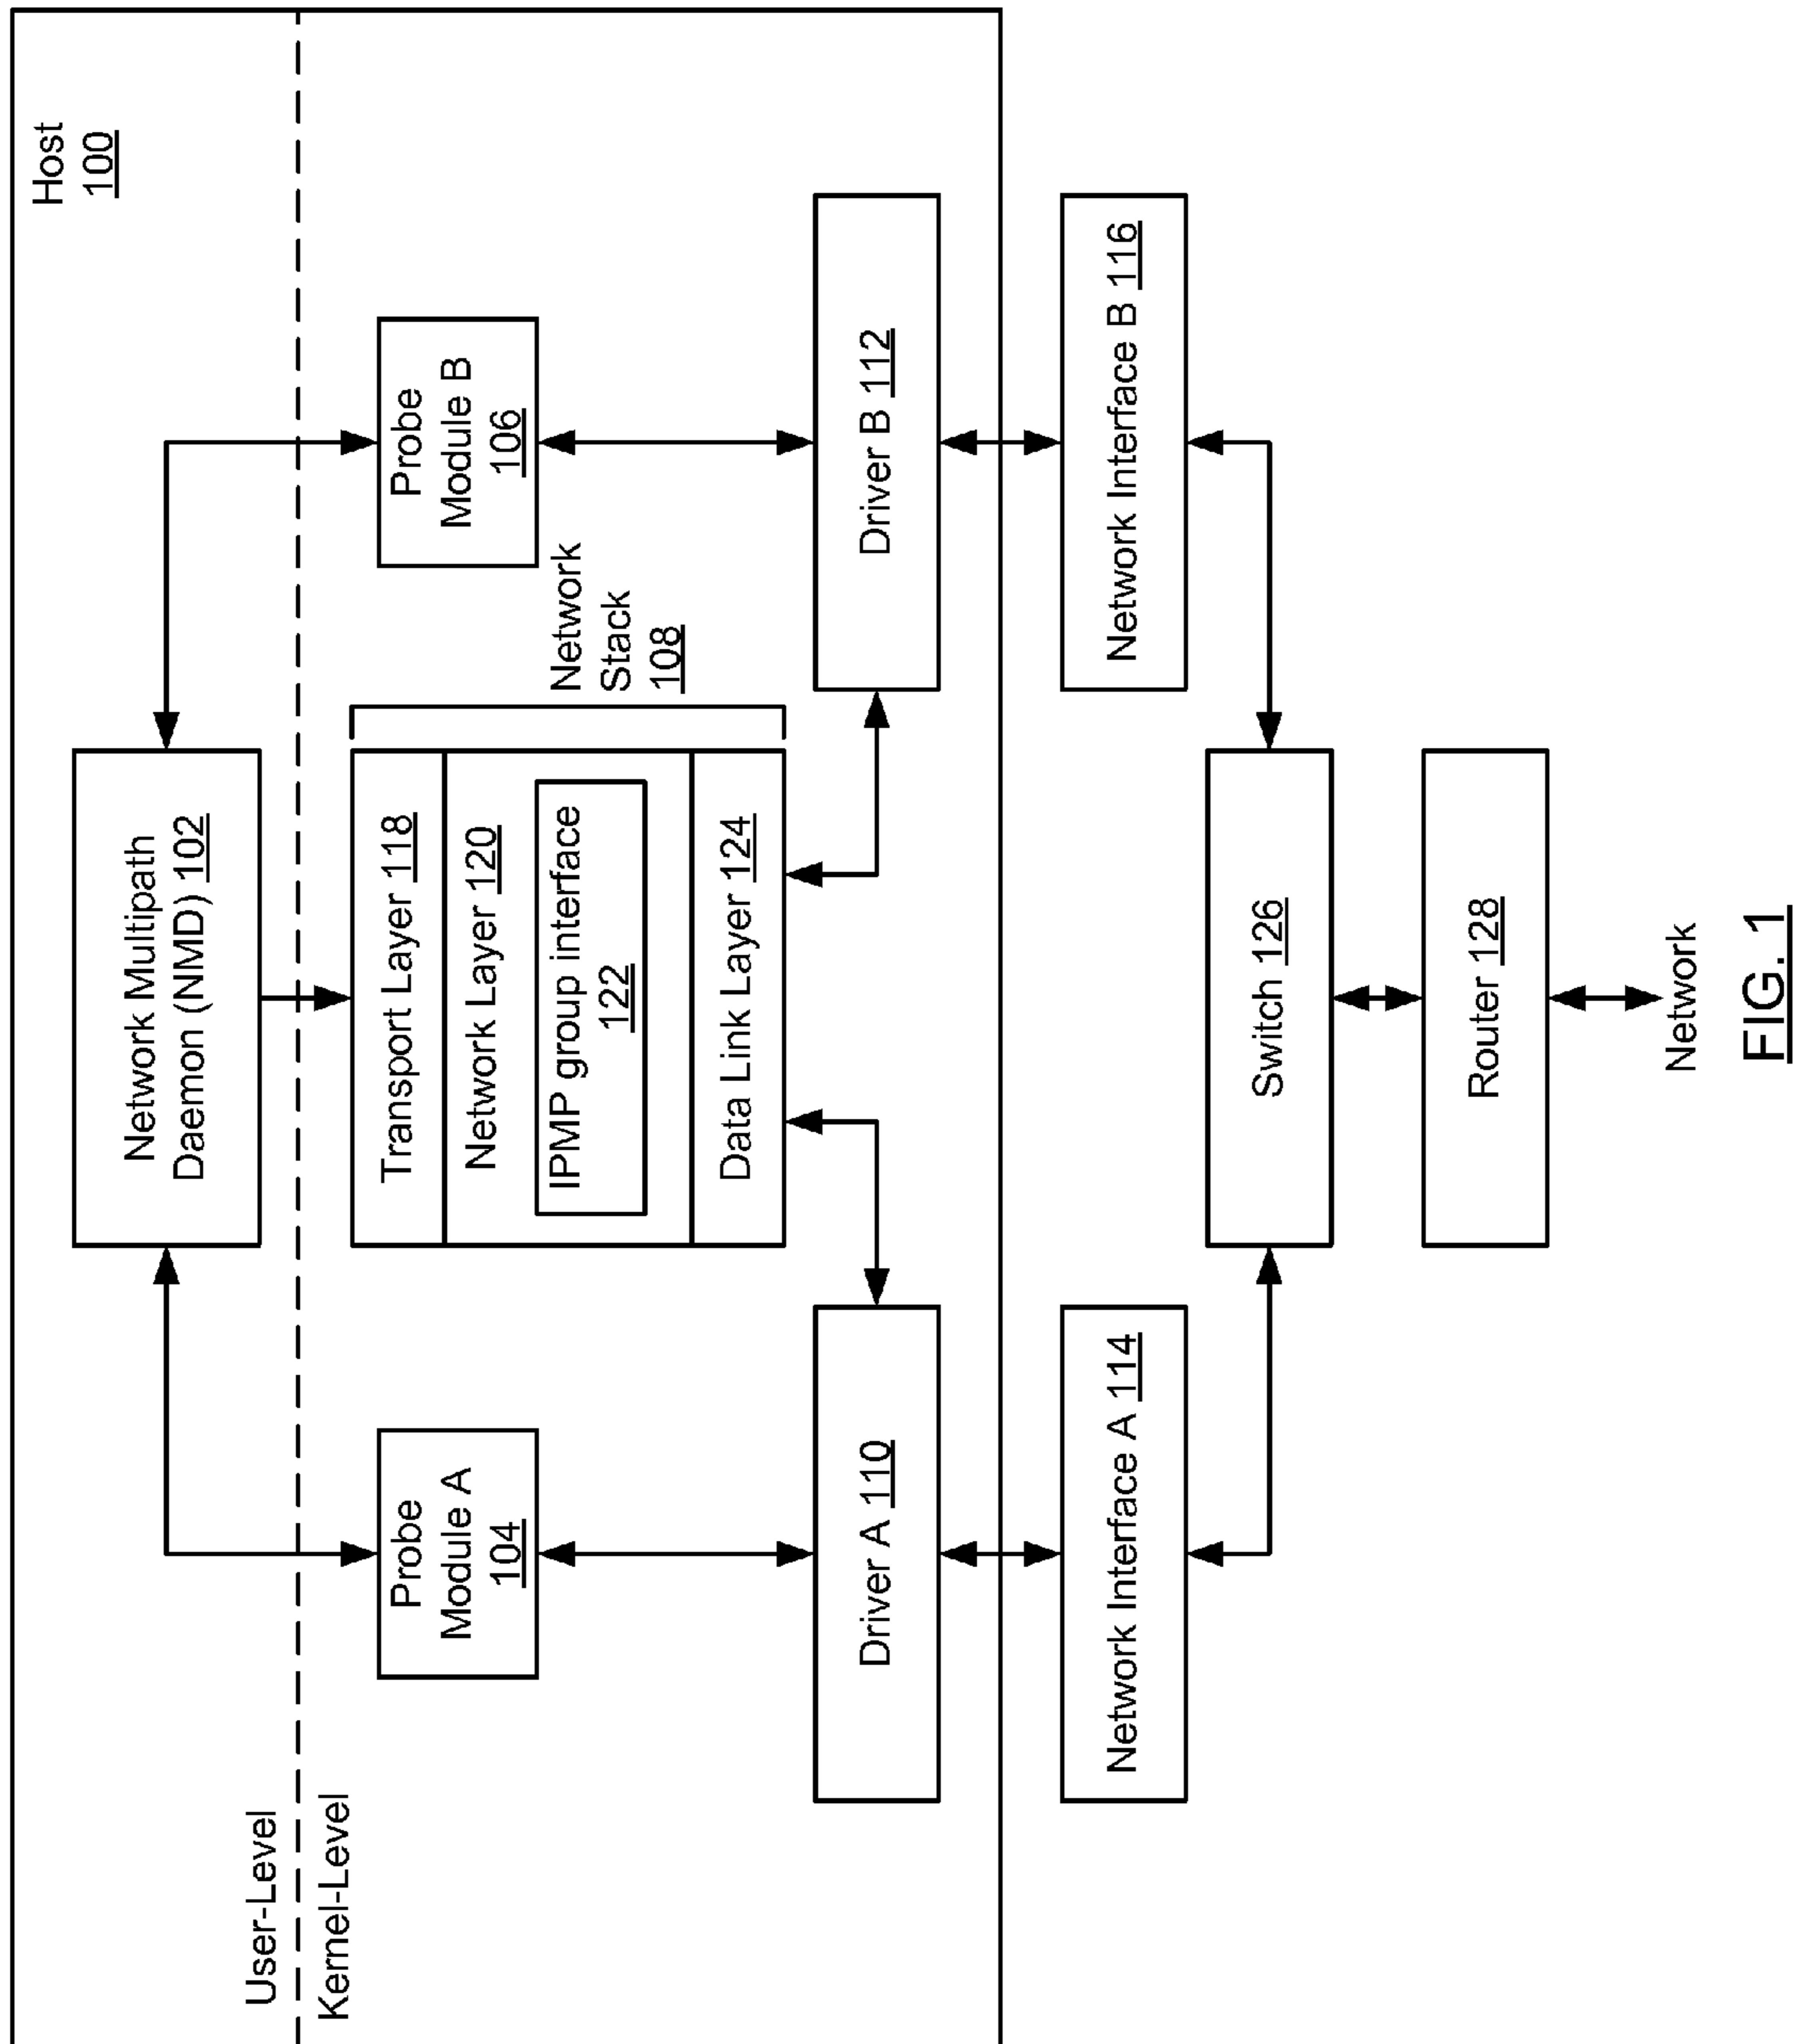 Host
100
User-Level
Kernel-Level
Network Multipath
Daemon (NMD) 102
Probe
Module A
104
Transport Layer 118
Network Layer 120
IPMP group interface
122
Data Link Layer 124
Network
Stack
108
Probe
Module B
106
Driver A 110
Driver B 112
Network Interface A 114
Network Interface B 116
Switch 126
Router 128
Network
FIG. 1